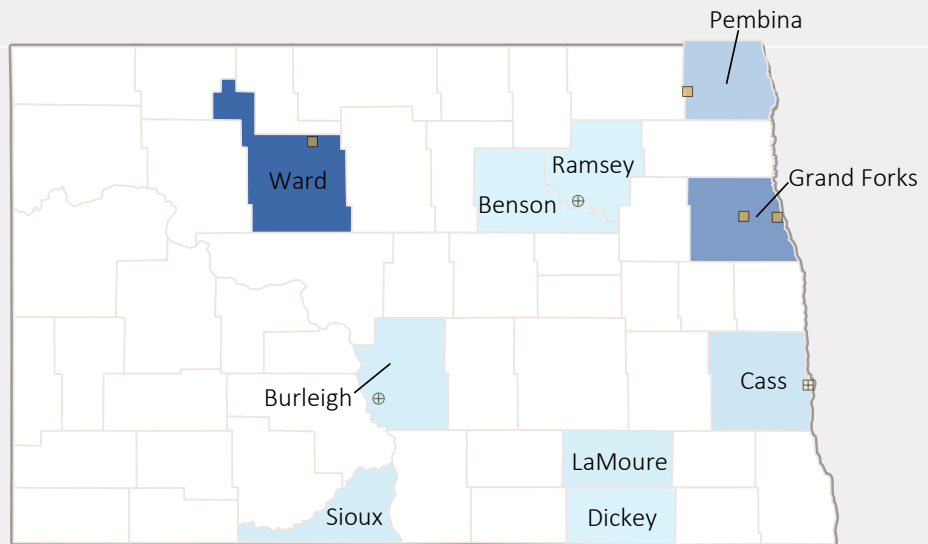 Pembina
Ramsey
Grand Forks
Ward
Benson
Cass
Burleigh
LaMoure
Sioux
Dickey